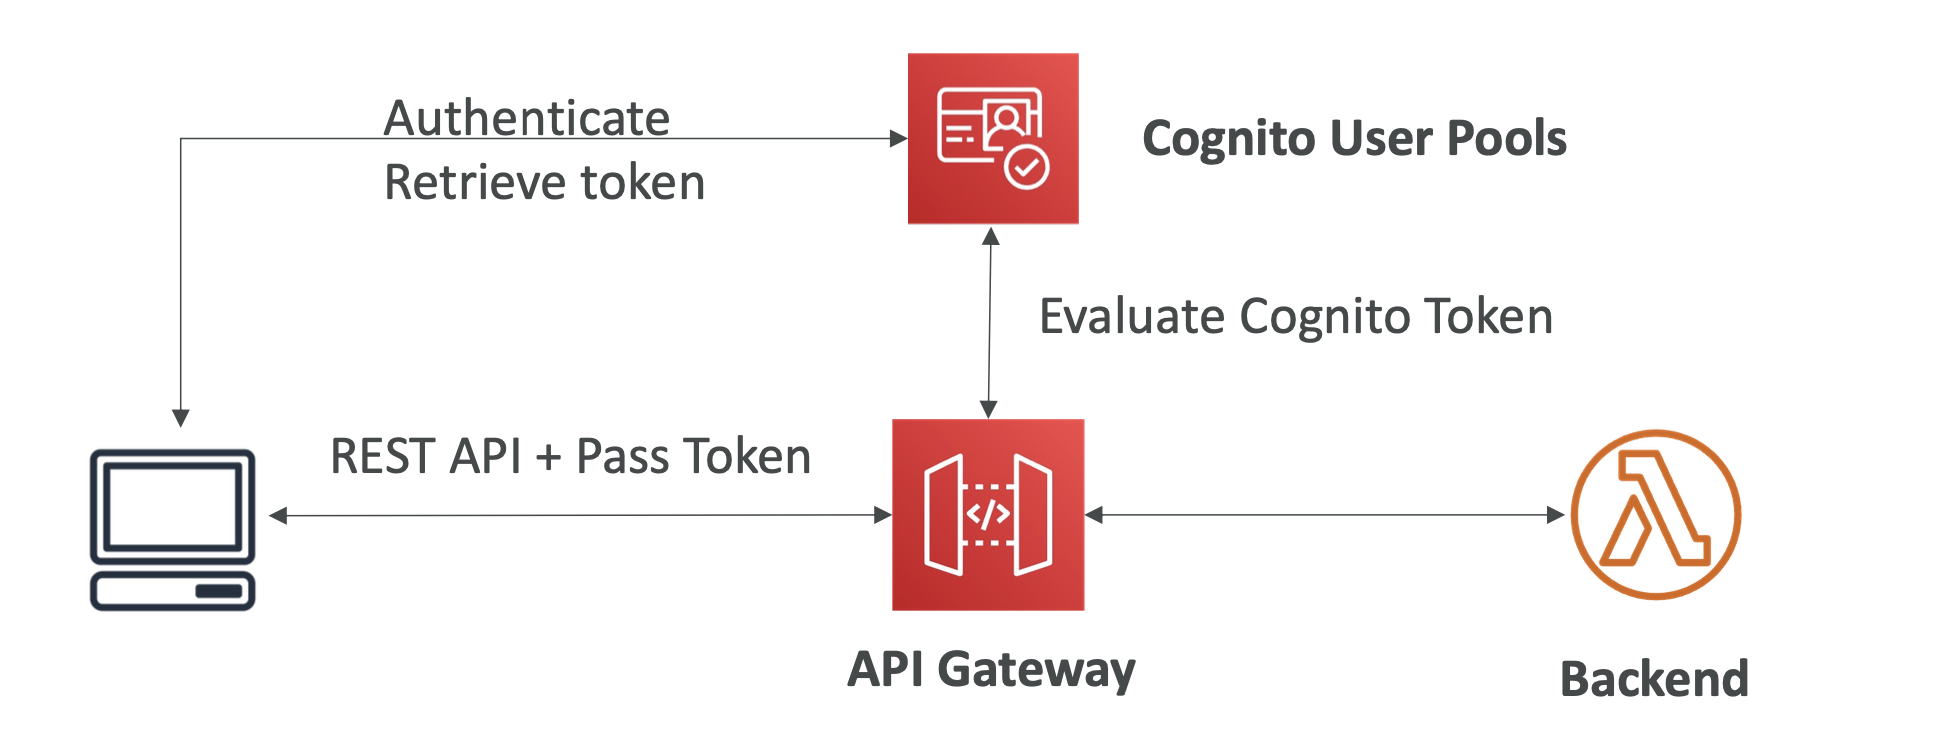 Authenticate
Retrieve token
Cognito User Pools
Evaluate Cognito Token
REST API + Pass Token
</>
API Gateway
Backend